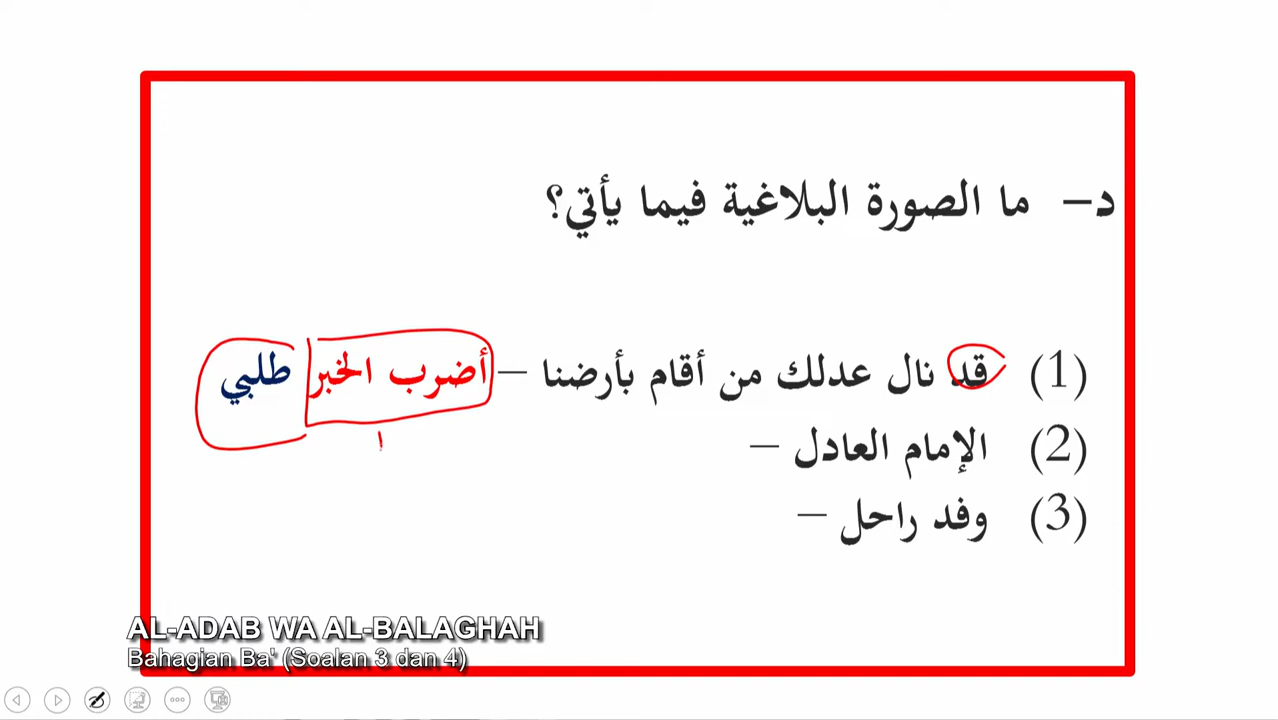 د- ما الصورة البلاغية فيما يأتي؟
(1) قد نال عدلك من أقام بأرضنا – أضرب الخبر طلبي
(2) الإمام العادل –
(3) وفد راحل –
AL-ADAB WA AL-BALAGHAH
Bahagian Ba' (Soalan 3 dan 4)